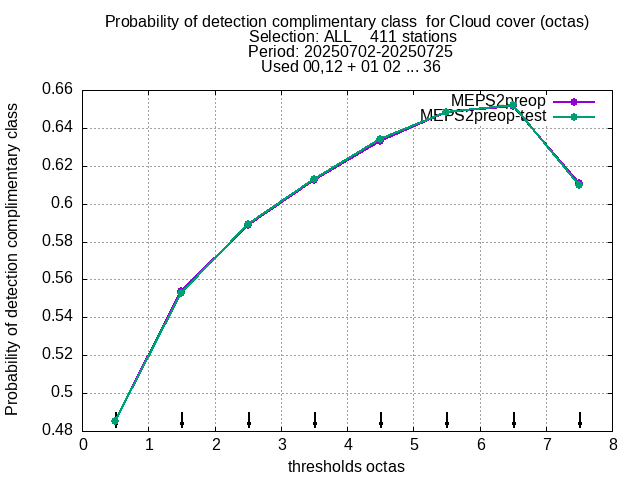 Probability of detection complimentary class  for Cloud cover (octas)
Selection: ALL    411 stations
Period: 20250702-20250725
Used 00,12 + 01 02 ... 36
MEPS2preop
MEPS2preop-test
Probability of detection complimentary class
0.66
0.64
0.62
0.6
0.58
0.56
0.54
0.52
0.5
0.48
0 1 2 3 4 5 6 7 8
thresholds octas